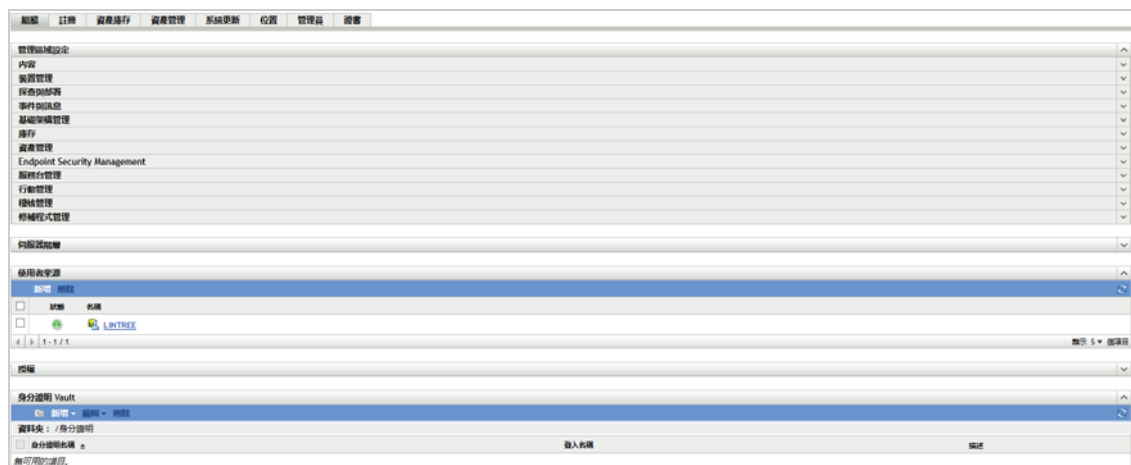 組態 註冊 資產庫存 資產管理 系統更新 位置 管理員 證書
管理區域設定
內容
裝置管理
探查與部署
事件與訊息
基礎架構管理
庫存
資產管理
Endpoint Security Management
服務台管理
行動管理
稽核管理
修補程式管理
伺服器階層
使用者來源
新增 刪除
狀態 名稱
LINTREE
1 - 1 / 1 顯示 5 個項目
授權
身分證明 Vault
新增 編輯 刪除
資料夾： /身分證明
身分證明名稱 登入名稱 描述
無可用的項目。